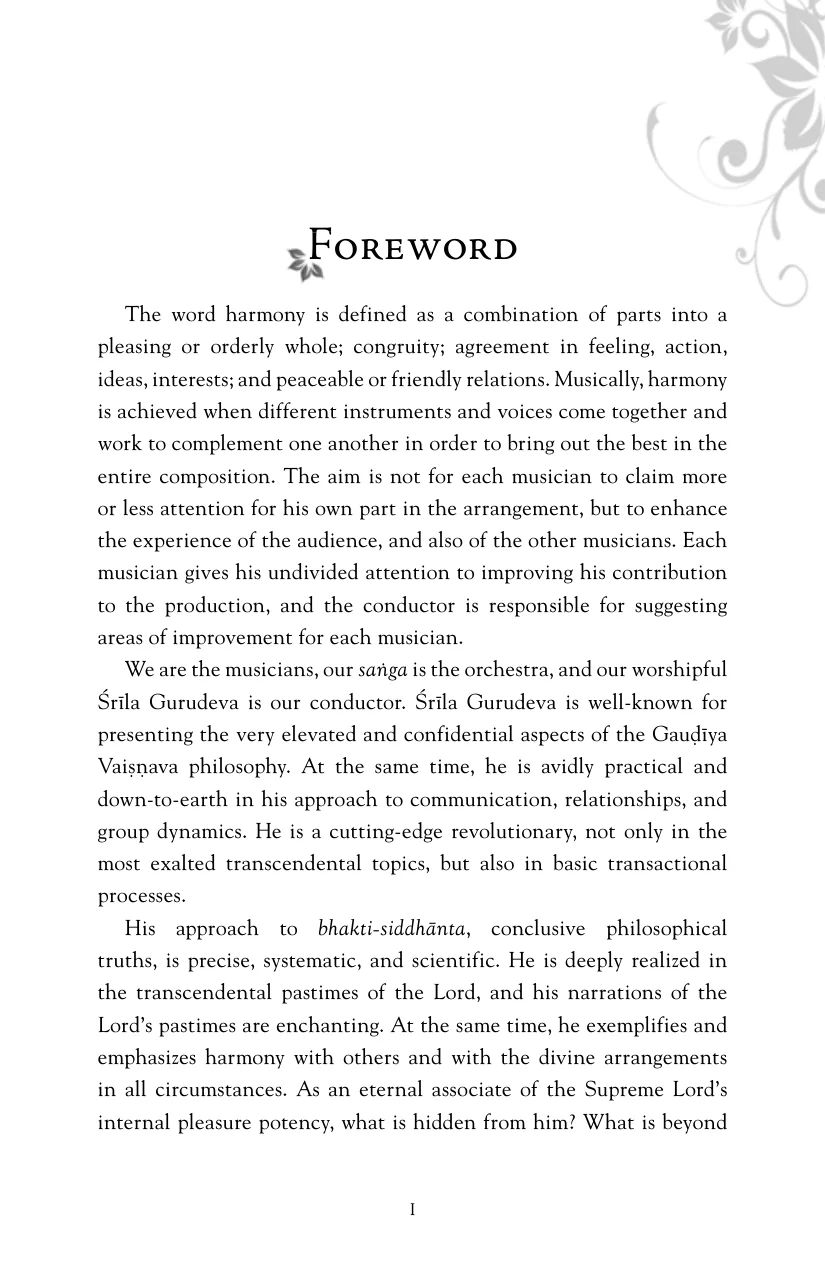 Foreword
The word harmony is defined as a combination of parts into a
pleasing or orderly whole; congruity; agreement in feeling, action,
ideas, interests; and peaceable or friendly relations. Musically, harmony
is achieved when different instruments and voices come together and
work to complement one another in order to bring out the best in the
entire composition. The aim is not for each musician to claim more
or less attention for his own part in the arrangement, but to enhance
the experience of the audience, and also of the other musicians. Each
musician gives his undivided attention to improving his contribution
to the production, and the conductor is responsible for suggesting
areas of improvement for each musician.
We are the musicians, our saṅga is the orchestra, and our worshipful
Śrīla Gurudeva is our conductor. Śrīla Gurudeva is well-known for
presenting the very elevated and confidential aspects of the Gauḍīya
Vaiṣṇava philosophy. At the same time, he is avidly practical and
down-to-earth in his approach to communication, relationships, and
group dynamics. He is a cutting-edge revolutionary, not only in the
most exalted transcendental topics, but also in basic transactional
processes.
His approach to bhakti-siddhānta, conclusive philosophical
truths, is precise, systematic, and scientific. He is deeply realized in
the transcendental pastimes of the Lord, and his narrations of the
Lord’s pastimes are enchanting. At the same time, he exemplifies and
emphasizes harmony with others and with the divine arrangements
in all circumstances. As an eternal associate of the Supreme Lord’s
internal pleasure potency, what is hidden from him? What is beyond
I